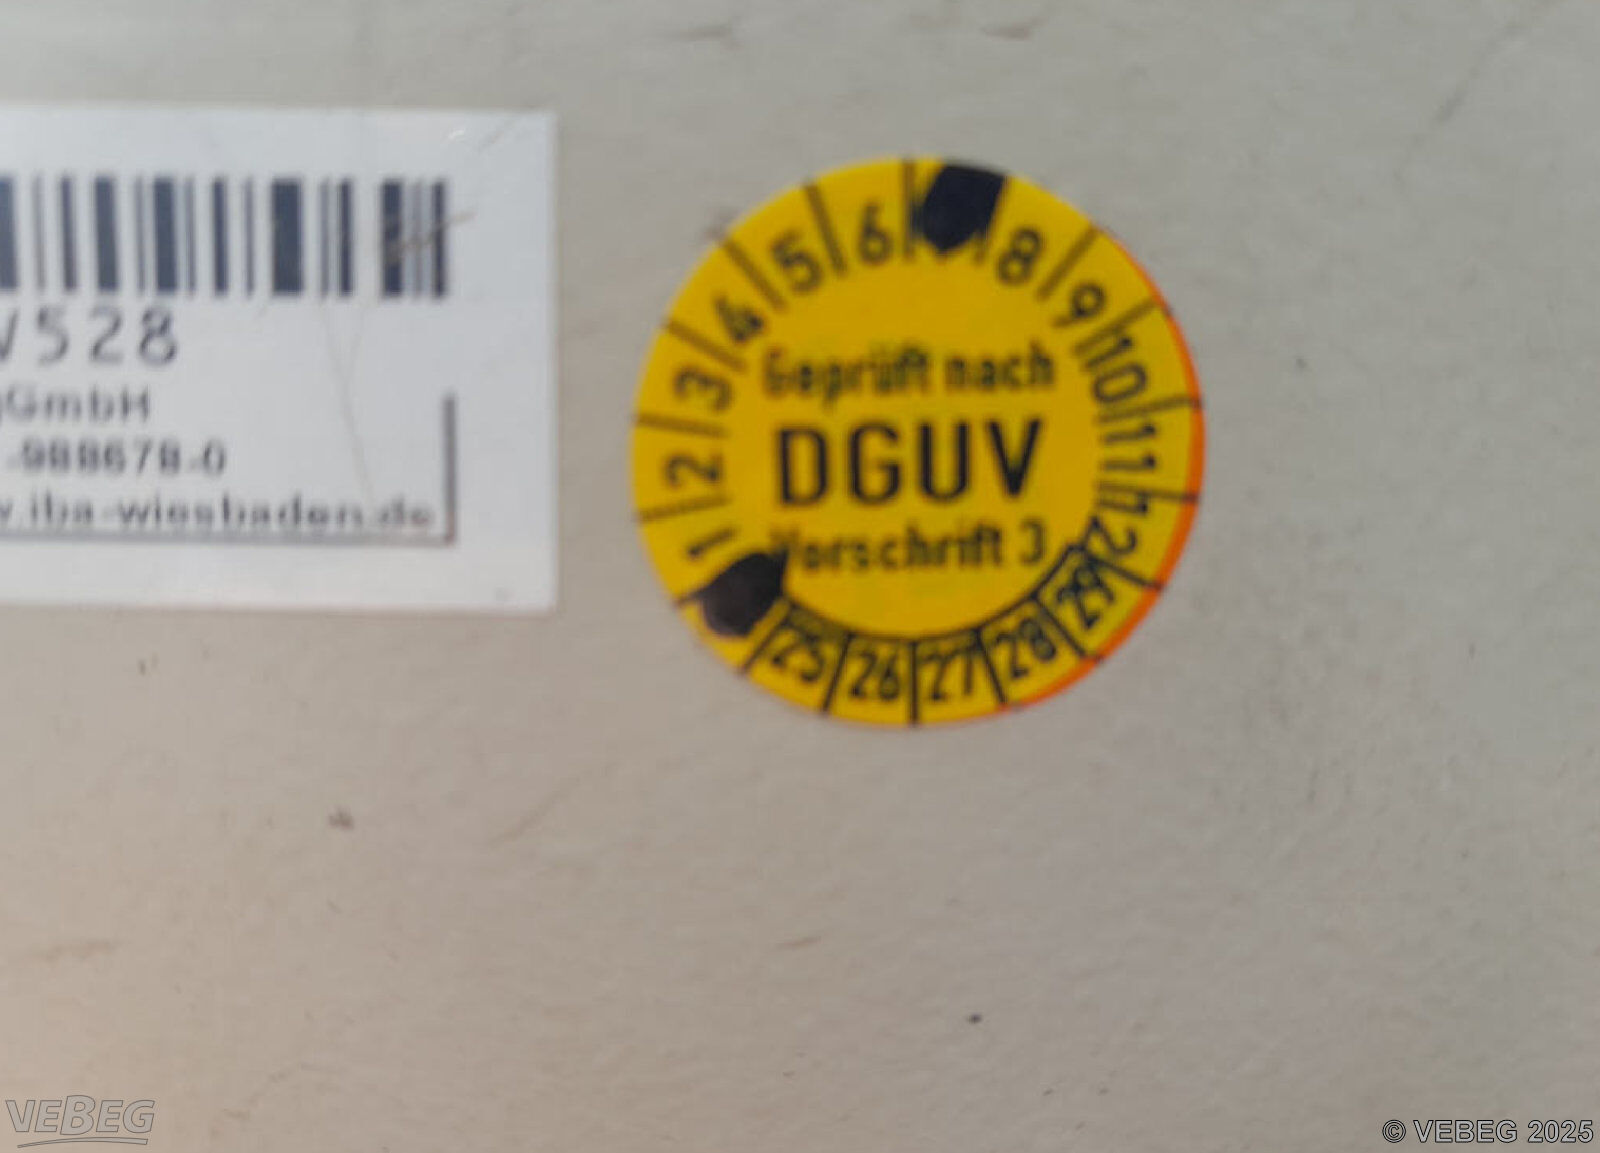 V528
gGmbH
-988678-0
w.iba-wiesbaden.de
1 2 3 4 5 6 8 9 10 11 12
Geprüft nach
DGUV
Vorschrift 3
25 26 27 28 29
VEBEG
© VEBEG 2025